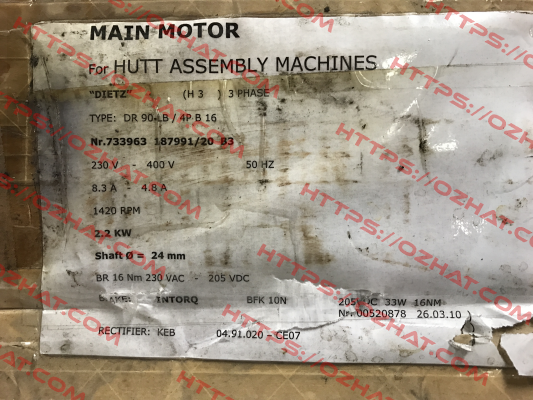 MAIN MOTOR
For HUTT ASSEMBLY MACHINES
"DIETZ" (H 3 ) 3 PHASE
TYPE: DR 90-LB / 4P B 16
Nr.733963 187991/20 B3
230 V - 400 V 50 HZ
8.3 A - 4.8 A
1420 RPM
2.2 KW
Shaft Ø = 24 mm
BR 16 Nm 230 VAC - 205 VDC
BRAKE: INTORQ BFK 10N 205VDC 33W 16NM
Nr. 00520878 26.03.10 )
RECTIFIER: KEB 04.91.020 - CE07
HTTPS://OZHAT.COM